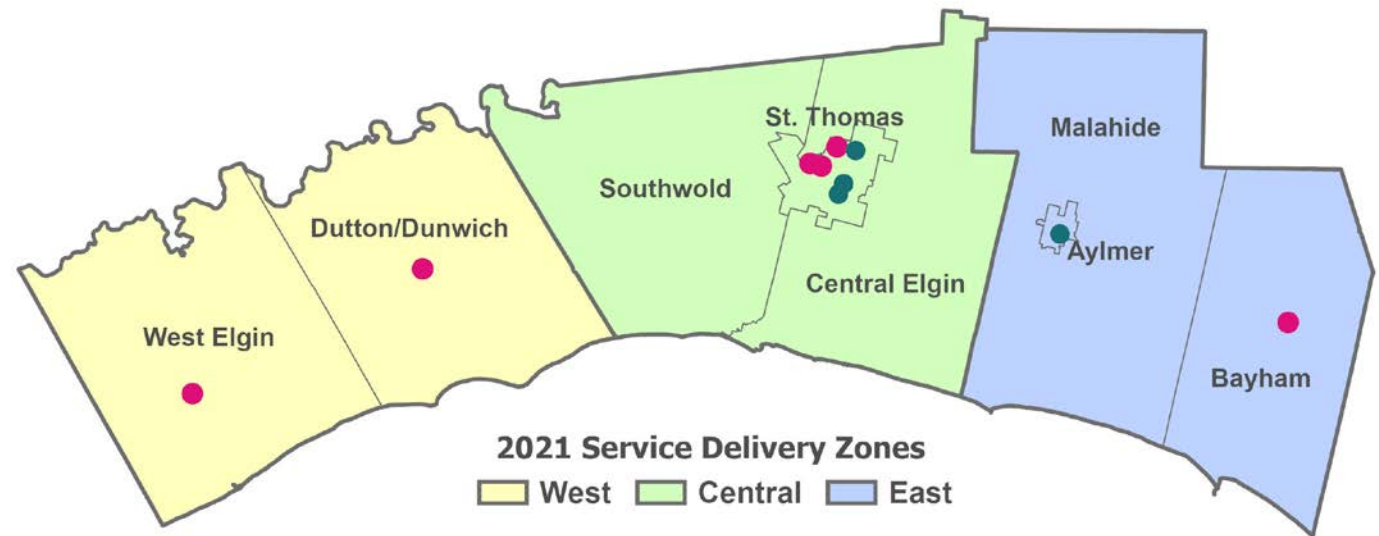 St. Thomas
Malahide
Southwold
Dutton/Dunwich
Aylmer
Central Elgin
West Elgin
Bayham
2021 Service Delivery Zones
West Central East